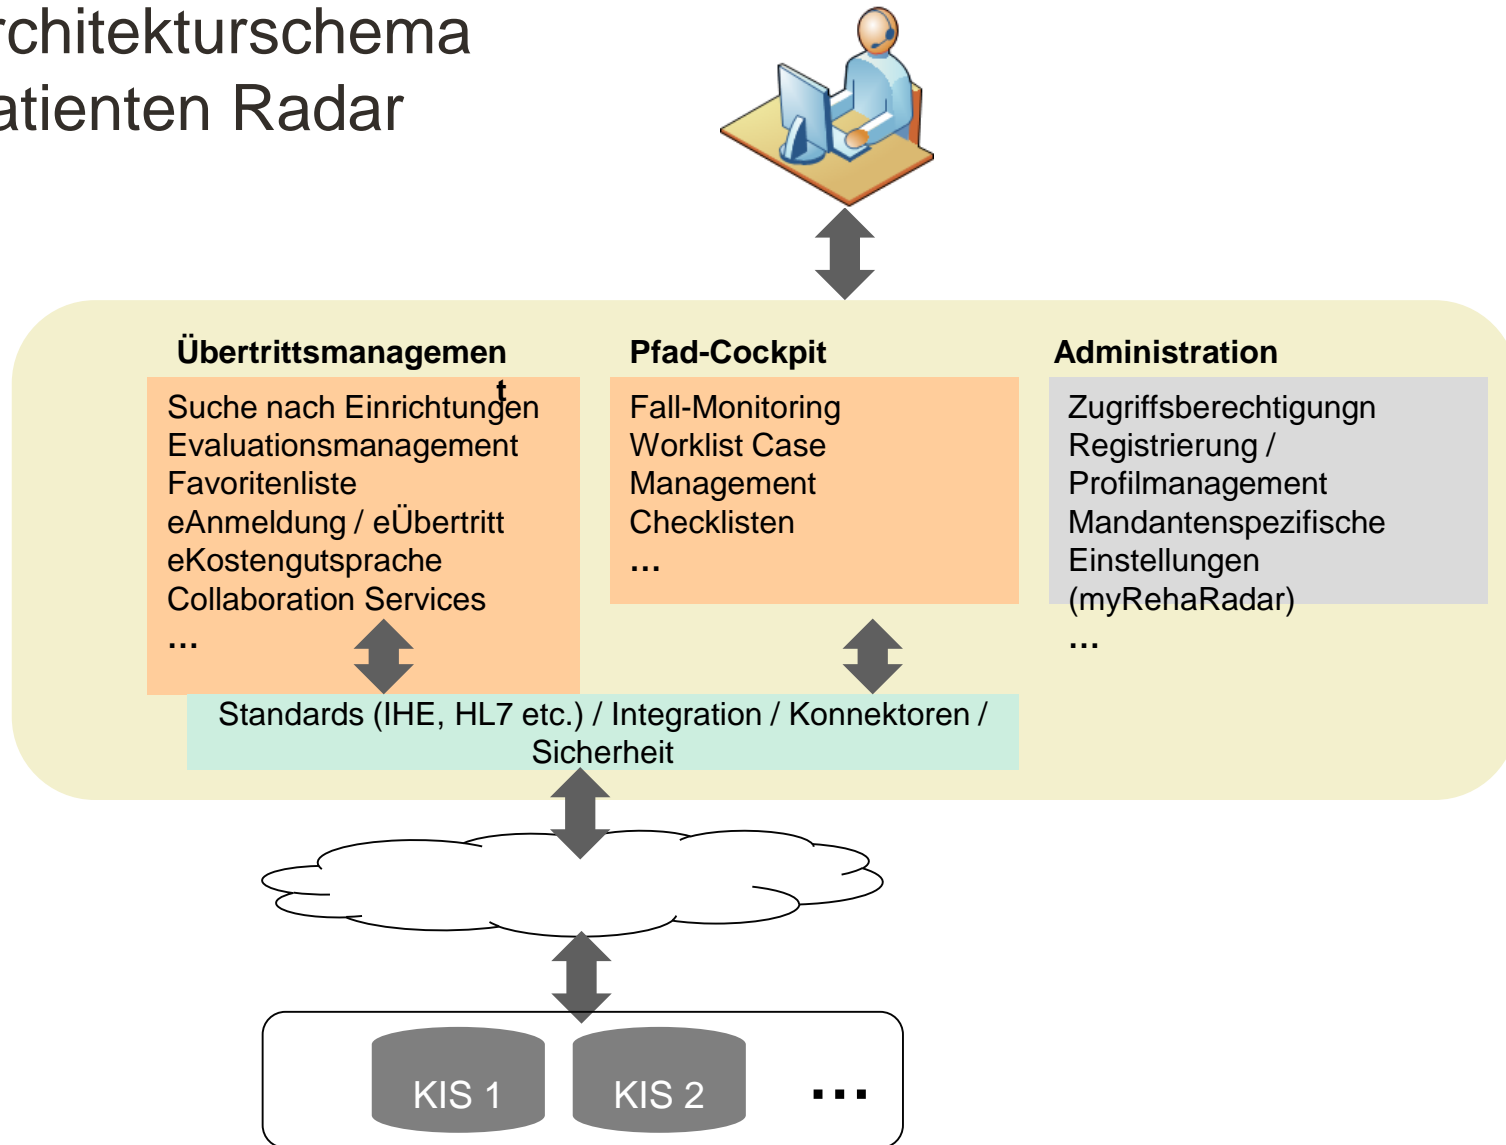 rchitekturschema
atienten Radar
Übertrittsmanagemen
t
Suche nach Einrichtungen
Evaluationsmanagement
Favoritenliste
eAnmeldung / eÜbertritt
eKostengutsprache
Collaboration Services
…
Pfad-Cockpit
Fall-Monitoring
Worklist Case
Management
Checklisten
…
Administration
Zugriffsberechtigungn
Registrierung /
Profilmanagement
Mandantenspezifische
Einstellungen
(myRehaRadar)
…
Standards (IHE, HL7 etc.) / Integration / Konnektoren /
Sicherheit
KIS 1
KIS 2
…